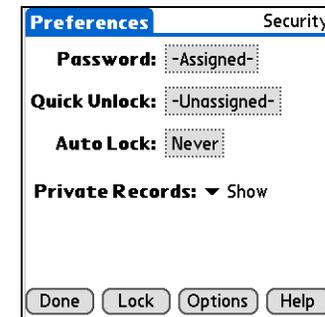 Preferences Security
Password: -Assigned-
Quick Unlock: -Unassigned-
Auto Lock: Never
Private Records: Show
Done Lock Options Help